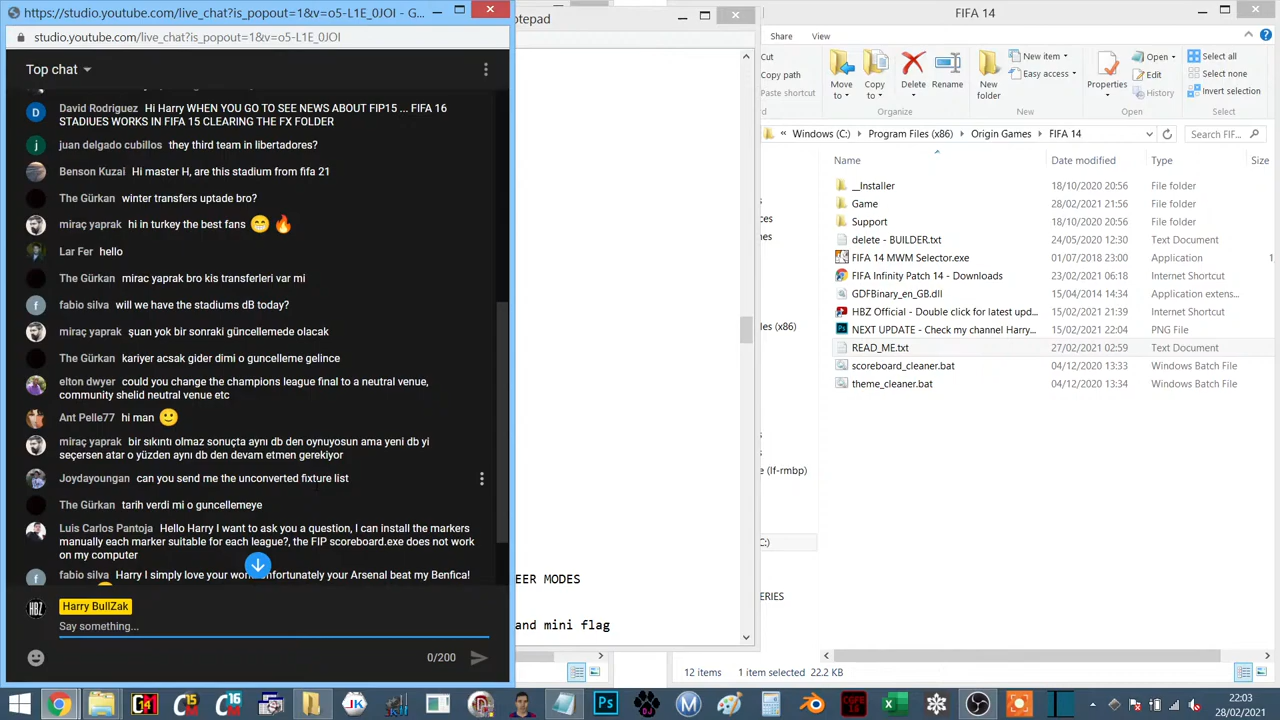 https://studio.youtube.com/live_chat?is_popout=1&v=o5-L1E_0JOI - G...
studio.youtube.com/live_chat?is_popout=1&v=o5-L1E_0JOI
Top chat
David Rodriguez Hi Harry WHEN YOU GO TO SEE NEWS ABOUT FIP15 ... FIFA 16
STADIUES WORKS IN FIFA 15 CLEARING THE FX FOLDER
juan delgado cubillos they third team in libertadores?
Benson Kuzai Hi master H, are this stadium from fifa 21
The Gürkan winter transfers uptade bro?
miraç yaprak hi in turkey the best fans 😁 🔥
Lar Fer hello
The Gürkan mirac yaprak bro kis transferleri var mi
fabio silva will we have the stadiums dB today?
miraç yaprak şuan yok bir sonraki güncellemede olacak
The Gürkan kariyer acsak gider dimi o guncelleme gelince
elton dwyer could you change the champions league final to a neutral venue,
community shelid neutral venue etc
Ant Pelle77 hi man 🙂
miraç yaprak bir sıkıntı olmaz sonuçta aynı db den oynuyosun ama yeni db yi
seçersen atar o yüzden aynı db den devam etmen gerekiyor
Joydayoungan can you send me the unconverted fixture list
The Gürkan tarih verdi mi o guncellemeye
Luis Carlos Pantoja Hello Harry I want to ask you a question, I can install the markers
manually each marker suitable for each league?, the FIP scoreboard.exe does not work
on my computer
fabio silva Harry I simply love your work unfortunately your Arsenal beat my Benfica!
HBZ
Harry BullZak
Say something...
0/200
otepad
EER MODES
and mini flag
FIFA 14
Share View
Cut
Copy path
Paste shortcut
Move
to
Copy
to
Delete
Rename
Organize
New
folder
New item
Easy access
New
Properties
Open
Edit
History
Open
Select all
Select none
Invert selection
Select
« Windows (C:) Program Files (x86) Origin Games FIFA 14
Search FIF...
Name Date modified Type Size
__Installer 18/10/2020 20:56 File folder
Game 28/02/2021 21:56 File folder
Support 18/10/2020 20:56 File folder
delete - BUILDER.txt 24/05/2020 12:30 Text Document
FIFA 14 MWM Selector.exe 01/07/2018 23:00 Application 1
FIFA Infinity Patch 14 - Downloads 23/02/2021 06:18 Internet Shortcut
GDFBinary_en_GB.dll 15/04/2014 14:34 Application extens...
HBZ Official - Double click for latest upd... 15/02/2021 21:39 Internet Shortcut
NEXT UPDATE - Check my channel Harry... 15/02/2021 22:04 PNG File
READ_ME.txt 27/02/2021 02:59 Text Document
scoreboard_cleaner.bat 04/12/2020 13:33 Windows Batch File
theme_cleaner.bat 04/12/2020 13:34 Windows Batch File
ces
nes
les (x86)
e (lf-rmbp)
C:)
ERIES
12 items 1 item selected 22.2 KB
14
15
16
JK
Ps
DJ
M
22:03
28/02/2021